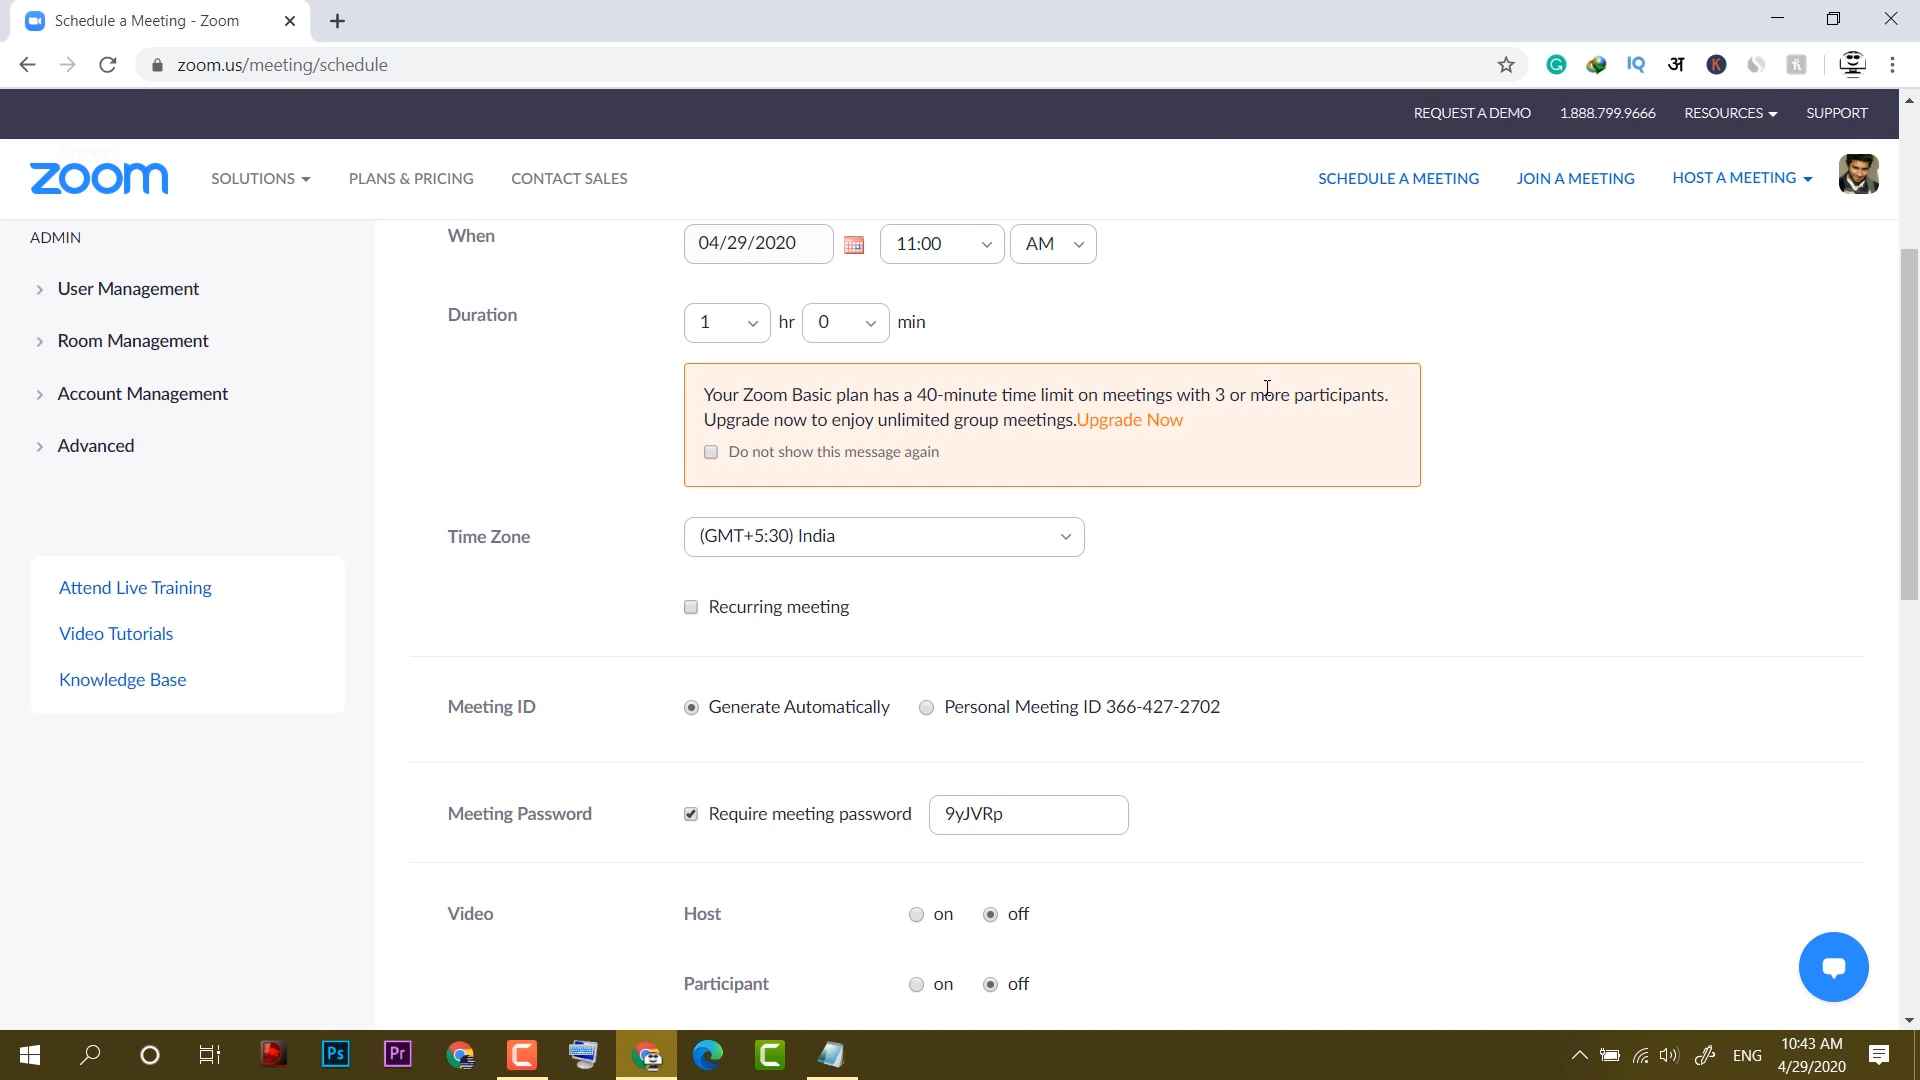 Schedule a Meeting - Zoom
zoom.us/meeting/schedule
REQUEST A DEMO 1.888.799.9666 RESOURCES SUPPORT
Settings
zoom SOLUTIONS PLANS & PRICING CONTACT SALES SCHEDULE A MEETING JOIN A MEETING HOST A MEETING
ADMIN
User Management
Room Management
Account Management
Advanced
Attend Live Training
Video Tutorials
Knowledge Base
When 04/29/2020 11:00 AM
Duration 1 hr 0 min
Your Zoom Basic plan has a 40-minute time limit on meetings with 3 or more participants.
Upgrade now to enjoy unlimited group meetings.Upgrade Now
Do not show this message again
Time Zone (GMT+5:30) India
Recurring meeting
Meeting ID Generate Automatically Personal Meeting ID 366-427-2702
Meeting Password Require meeting password 9yJVRp
Video Host on off
Participant on off
Ps Pr ENG 10:43 AM
4/29/2020